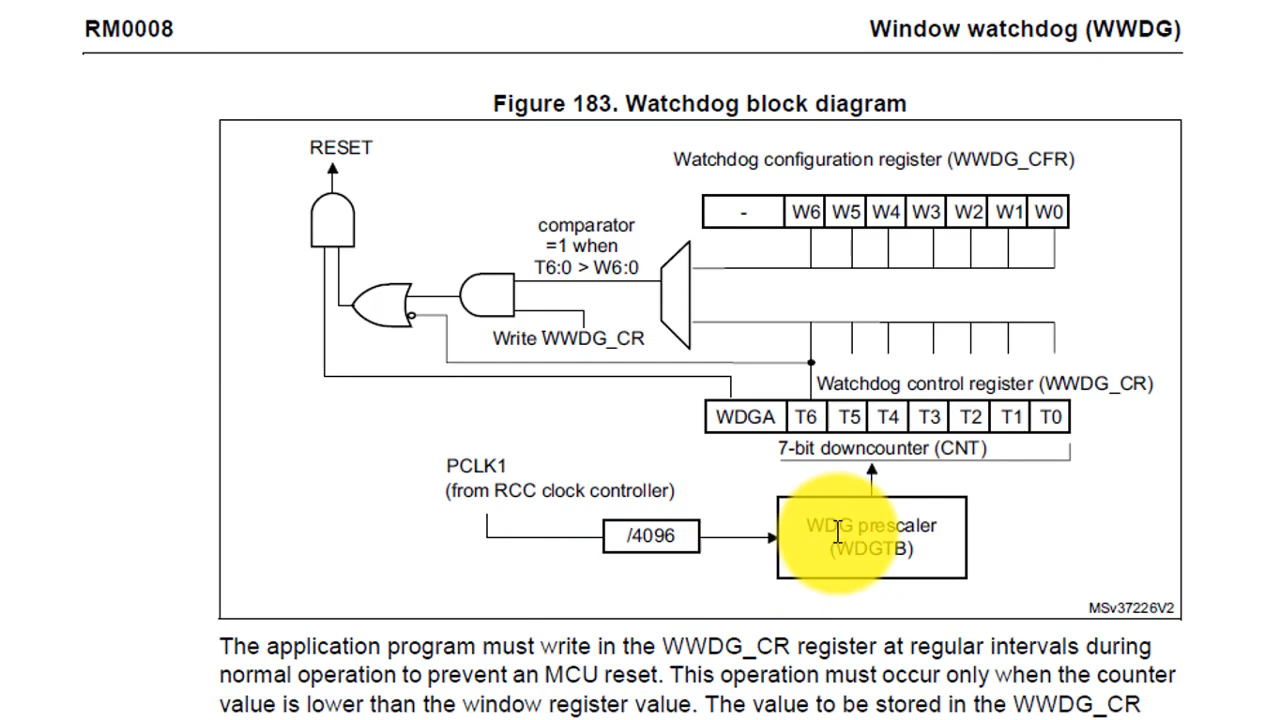 RM0008
Window watchdog (WWDG)
Figure 183. Watchdog block diagram
RESET
Watchdog configuration register (WWDG_CFR)
- W6 W5 W4 W3 W2 W1 W0
comparator
=1 when
T6:0 > W6:0
Write WWDG_CR
Watchdog control register (WWDG_CR)
WDGA T6 T5 T4 T3 T2 T1 T0
7-bit downcounter (CNT)
PCLK1
(from RCC clock controller)
/4096
WDG prescaler
(WDGTB)
MSv37226V2
The application program must write in the WWDG_CR register at regular intervals during
normal operation to prevent an MCU reset. This operation must occur only when the counter
value is lower than the window register value. The value to be stored in the WWDG_CR